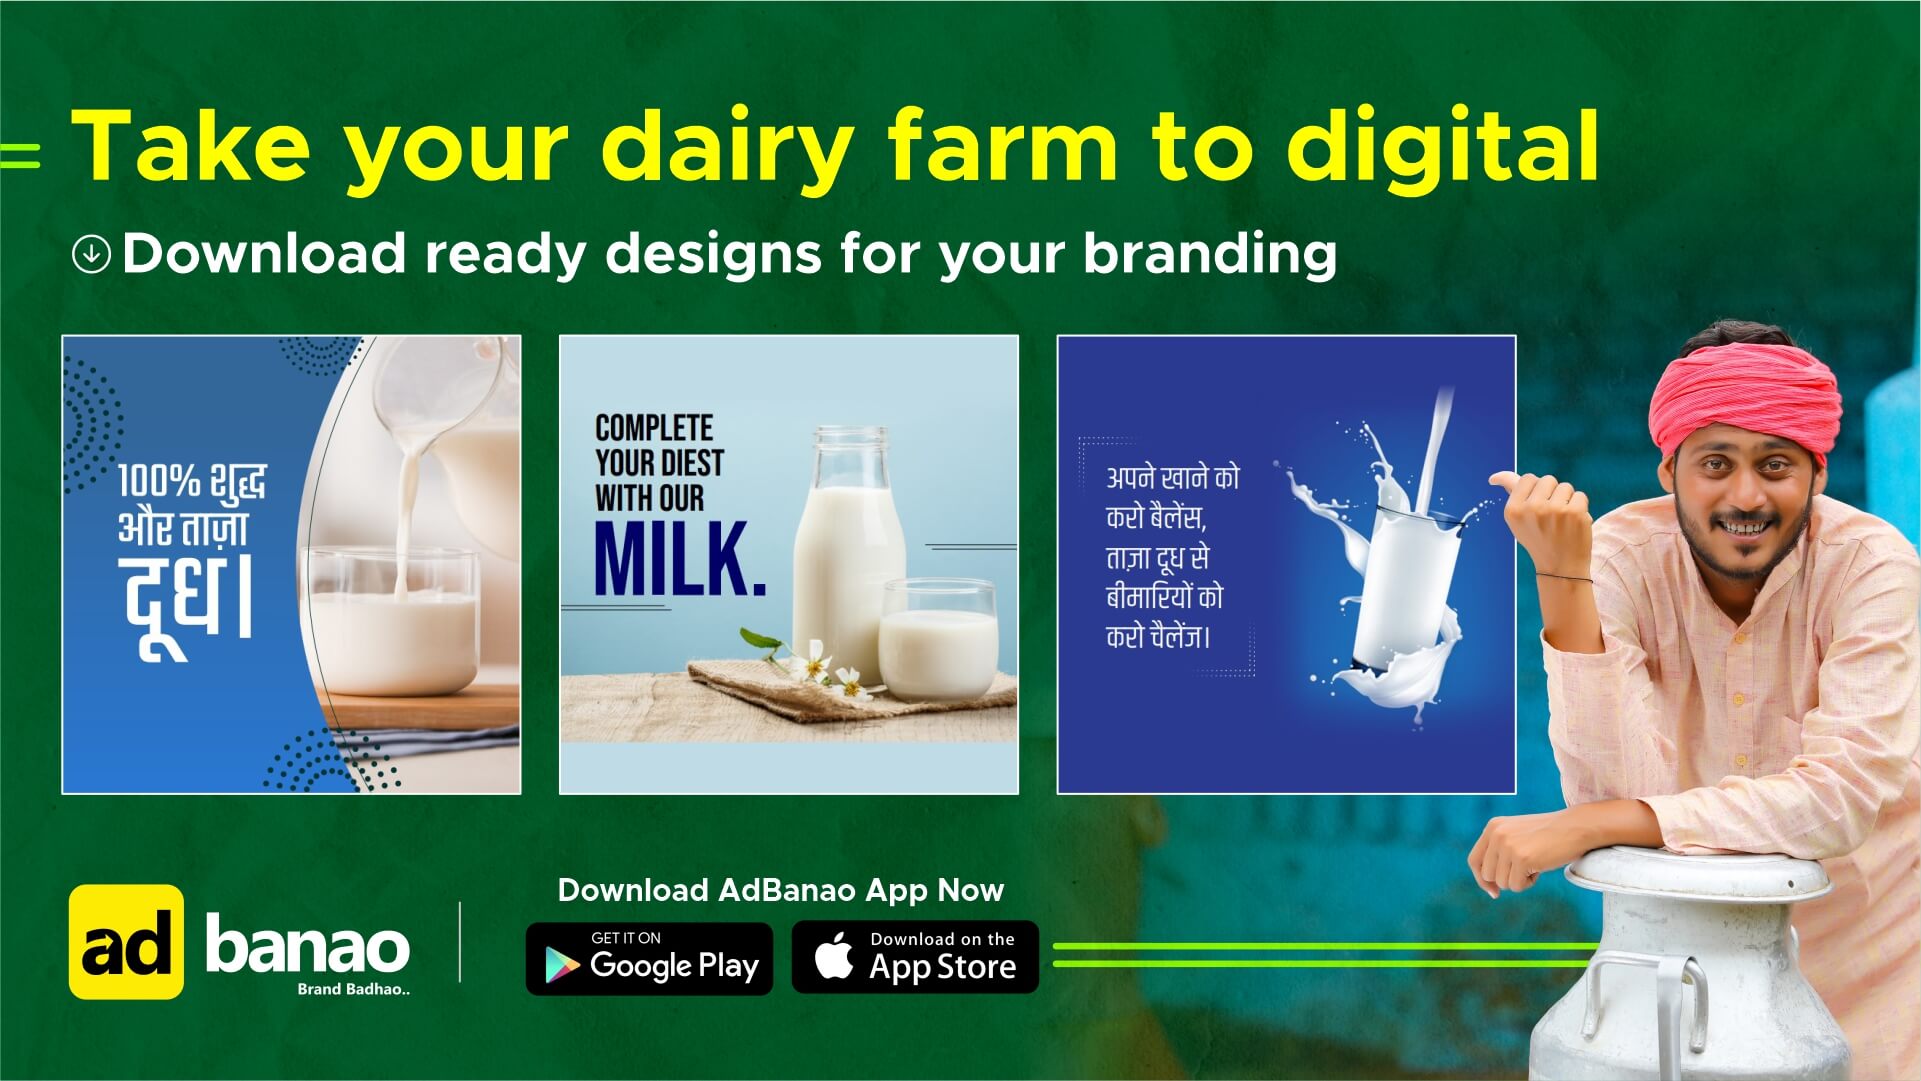 Take your dairy farm to digital
Download ready designs for your branding
100% शुद्ध
और ताज़ा
दूध।
COMPLETE
YOUR DIEST
WITH OUR
MILK.
अपने खाने को
करो बैलेंस,
ताज़ा दूध से
बीमारियों को
करो चैलेंज।
ad banao
Brand Badhao..
Download AdBanao App Now
GET IT ON
Google Play
Download on the
App Store